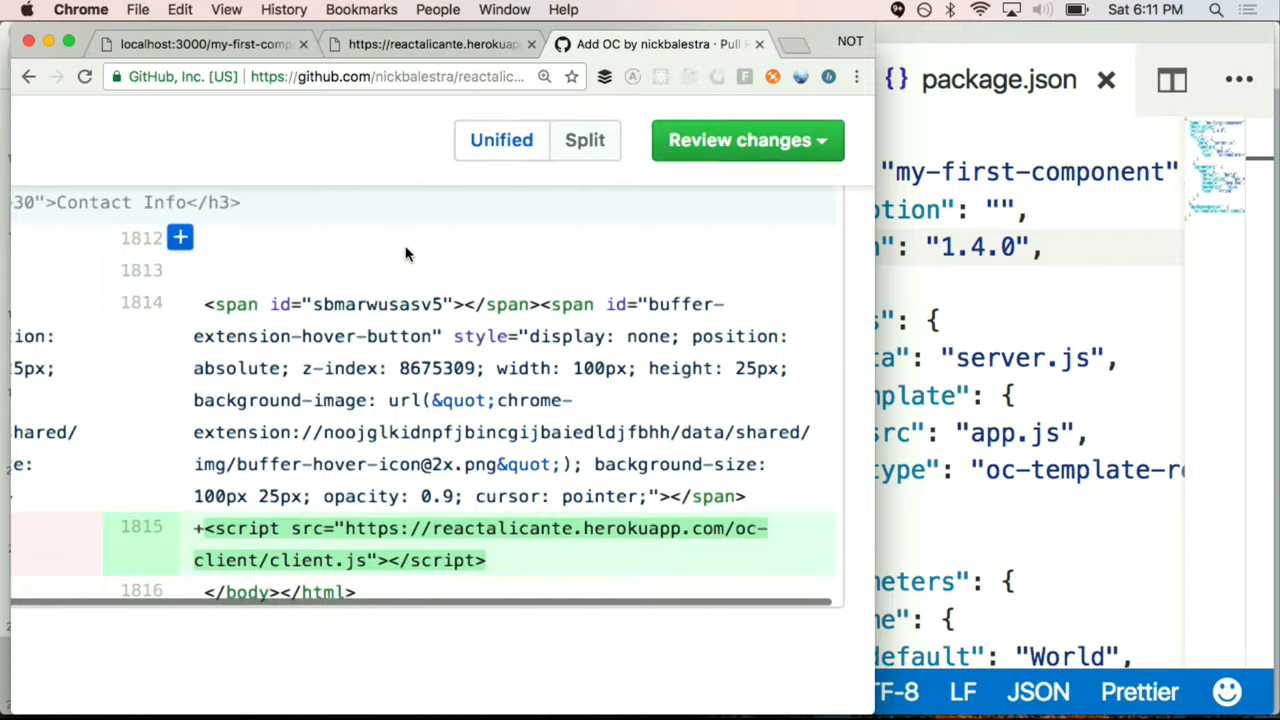 Chrome File Edit View History Bookmarks People Window Help
9+
Sat 6:11 PM
localhost:3000/my-first-comp
https://reactalicante.herokuapp
Add OC by nickbalestra · Pull R
NOT
GitHub, Inc. [US] https://github.com/nickbalestra/reactalic...
Unified Split Review changes
-30">Contact Info</h3>
1812 +
1813
1814 <span id="sbmarwusasv5"></span><span id="buffer-
ion: extension-hover-button" style="display: none; position:
5px; absolute; z-index: 8675309; width: 100px; height: 25px;
background-image: url(&quot;chrome-
hared/ extension://noojglkidnpfjbincgijbaiedldjfbhh/data/shared/
e: img/buffer-hover-icon@2x.png&quot;); background-size:
100px 25px; opacity: 0.9; cursor: pointer;"></span>
1815 +<script src="https://reactalicante.herokuapp.com/oc-
client/client.js"></script>
1816 </body></html>
{} package.json
"my-first-component"
ption": "",
n": "1.4.0",
s": {
ta": "server.js",
mplate": {
src": "app.js",
type": "oc-template-re
meters": {
me": {
default": "World",
TF-8 LF JSON Prettier